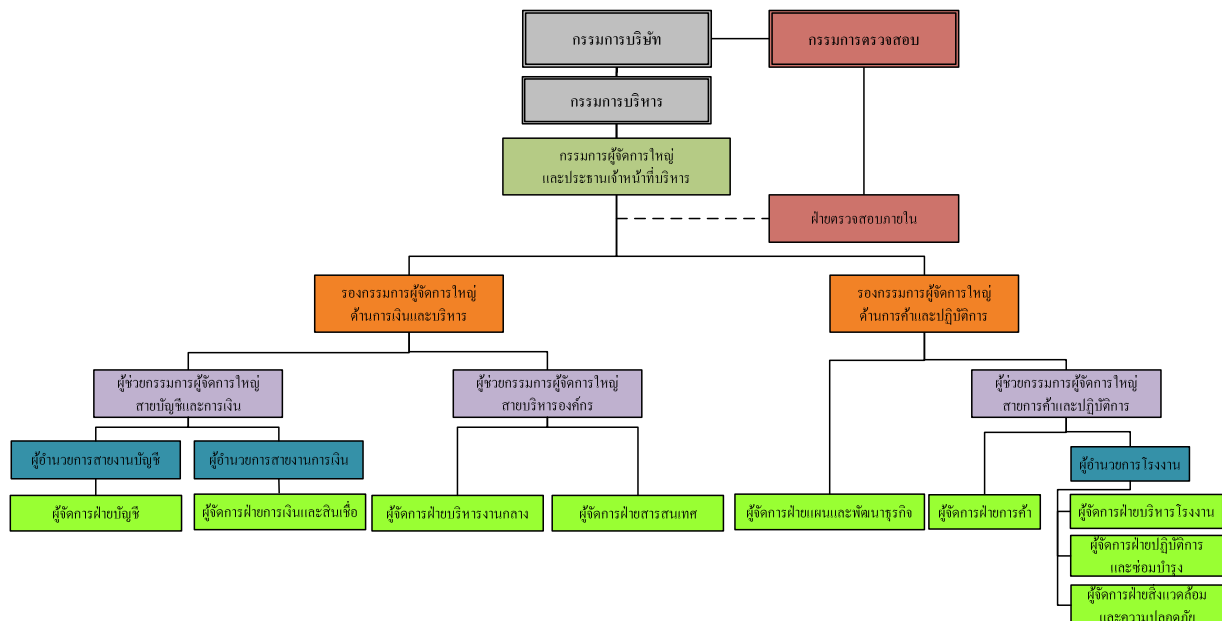 กรรมการบริษัท
กรรมการตรวจสอบ
กรรมการบริหาร
กรรมการผู้จัดการใหญ่
และประธานเจ้าหน้าที่บริหาร
ฝ่ายตรวจสอบภายใน
รองกรรมการผู้จัดการใหญ่
ด้านการเงินและบริหาร
รองกรรมการผู้จัดการใหญ่
ด้านการค้าและปฏิบัติการ
ผู้ช่วยกรรมการผู้จัดการใหญ่
สายบัญชีและการเงิน
ผู้ช่วยกรรมการผู้จัดการใหญ่
สายบริหารองค์กร
ผู้ช่วยกรรมการผู้จัดการใหญ่
สายการค้าและปฏิบัติการ
ผู้อำนวยการสายงานบัญชี
ผู้อำนวยการสายงานการเงิน
ผู้อำนวยการโรงงาน
ผู้จัดการฝ่ายบัญชี
ผู้จัดการฝ่ายการเงินและสินเชื่อ
ผู้จัดการฝ่ายบริหารงานกลาง
ผู้จัดการฝ่ายสารสนเทศ
ผู้จัดการฝ่ายแผนและพัฒนาธุรกิจ
ผู้จัดการฝ่ายการค้า
ผู้จัดการฝ่ายบริหารโรงงาน
ผู้จัดการฝ่ายปฏิบัติการ
และซ่อมบำรุง
ผู้จัดการฝ่ายสิ่งแวดล้อม
และความปลอดภัย